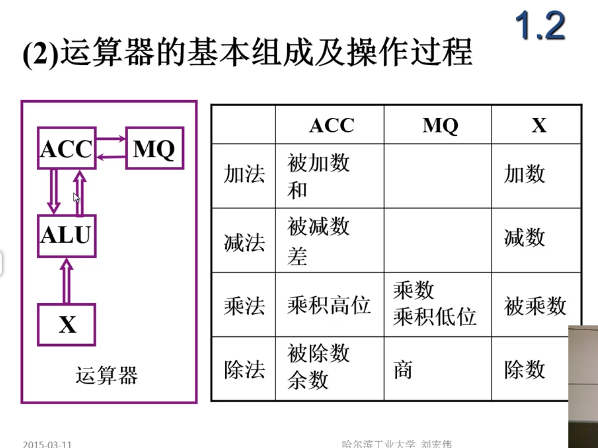 1.2
(2)运算器的基本组成及操作过程
ACC
MQ
ALU
X
运算器
ACC MQ X
加法 被加数 加数
和
减法 被减数 减数
差
乘法 乘积高位 乘数 被乘数
乘积低位
除法 被除数 商 除数
余数
2015-03-11
哈尔滨工业大学 刘宏伟